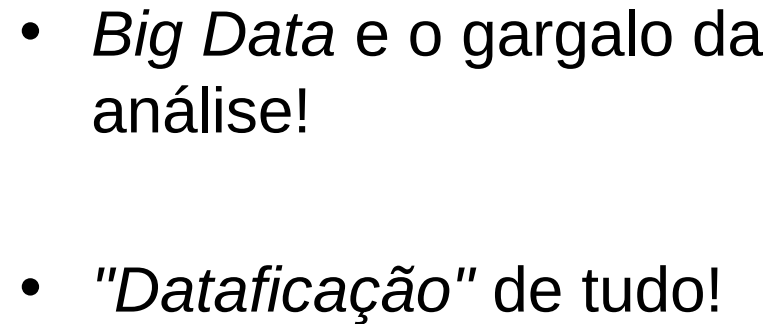 • Big Data e o gargalo da
análise!
• "Dataficação" de tudo!